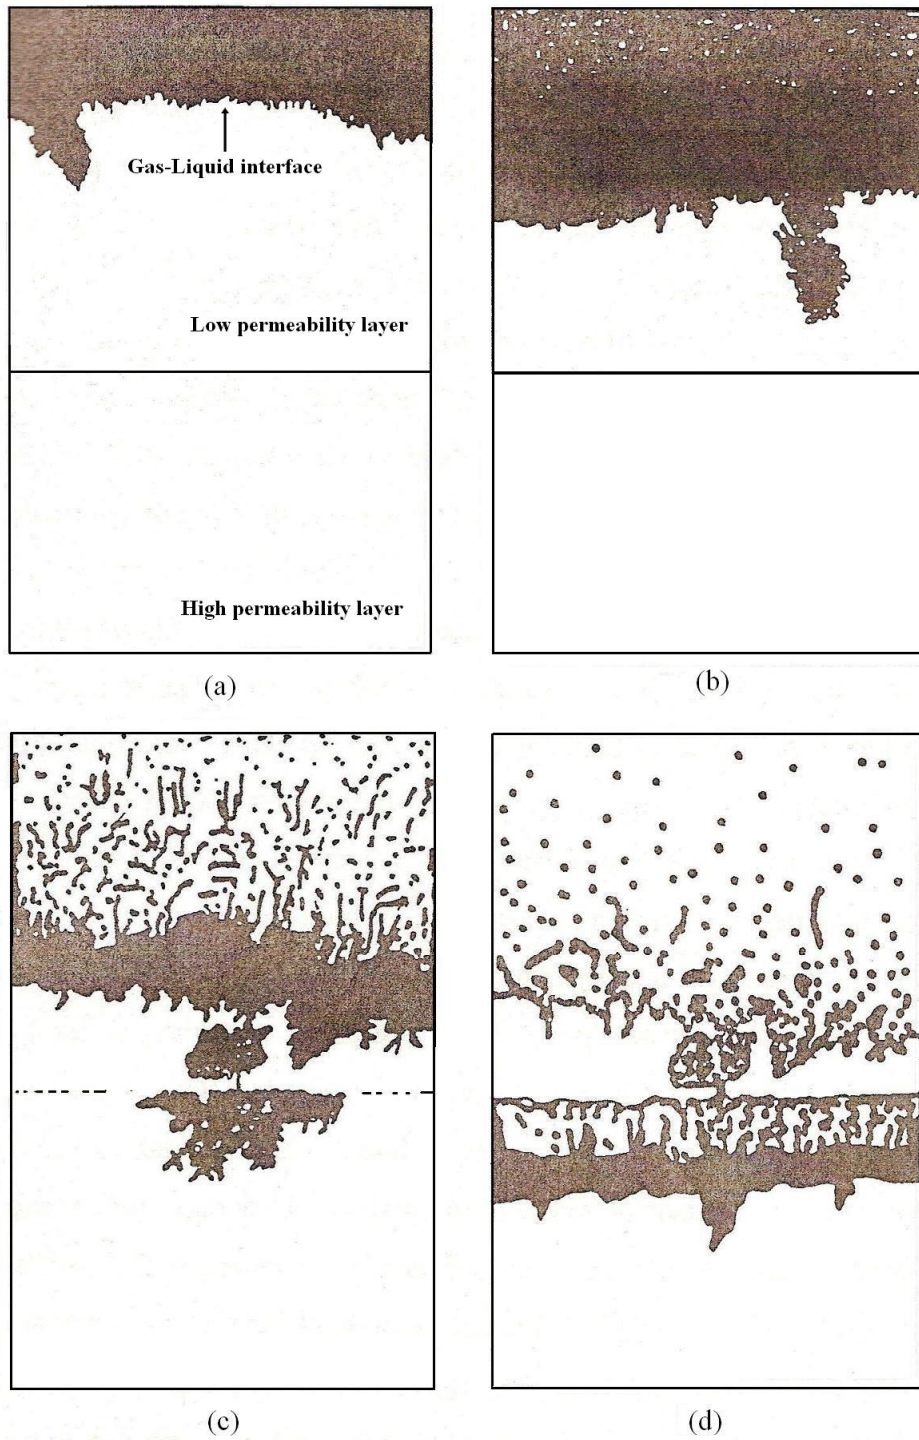 Gas-Liquid interface
Low permeability layer
High permeability layer
(a)
(b)
(c)
(d)